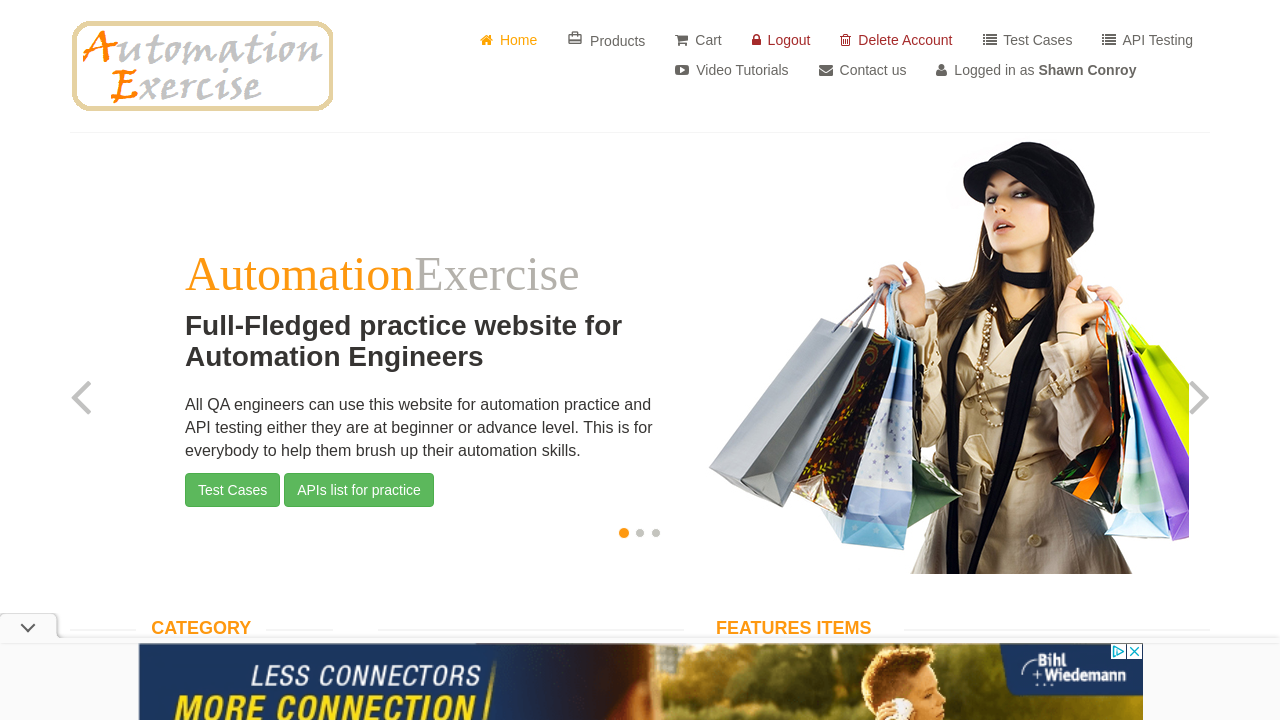 Automation
Exercise
Home
Products
Cart
Logout
Delete Account
Test Cases
API Testing
Video Tutorials
Contact us
Logged in as Shawn Conroy
AutomationExercise
Full-Fledged practice website for
Automation Engineers
All QA engineers can use this website for automation practice and
API testing either they are at beginner or advance level. This is for
everybody to help them brush up their automation skills.
Test Cases
APIs list for practice
CATEGORY
FEATURES ITEMS
LESS CONNECTORS
MORE CONNECTION
Bihl
+Wiedemann